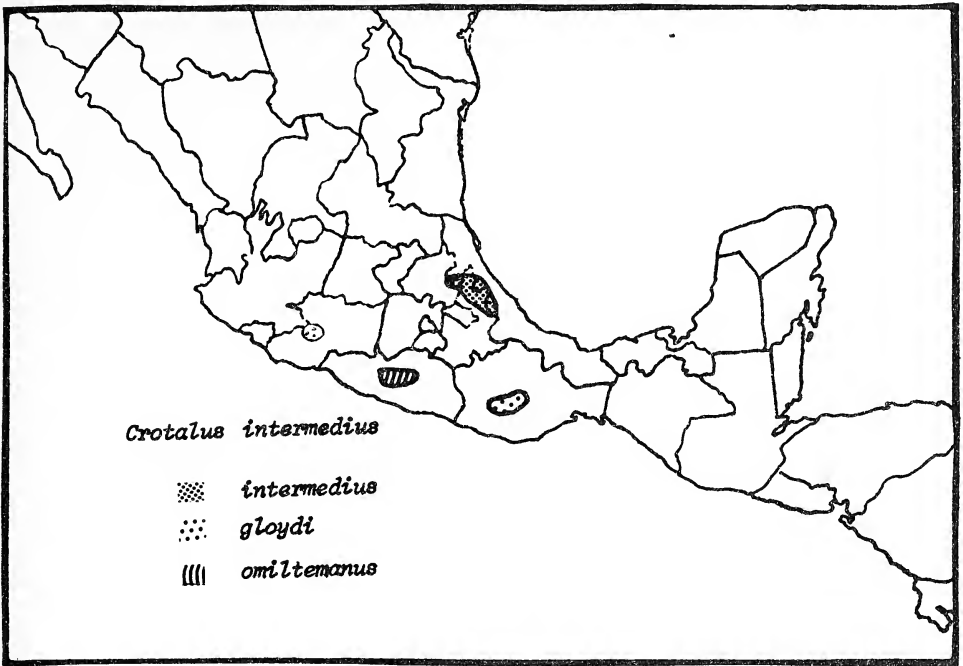 Crotalus intermedius
intermedius
gloydi
omiltemanus